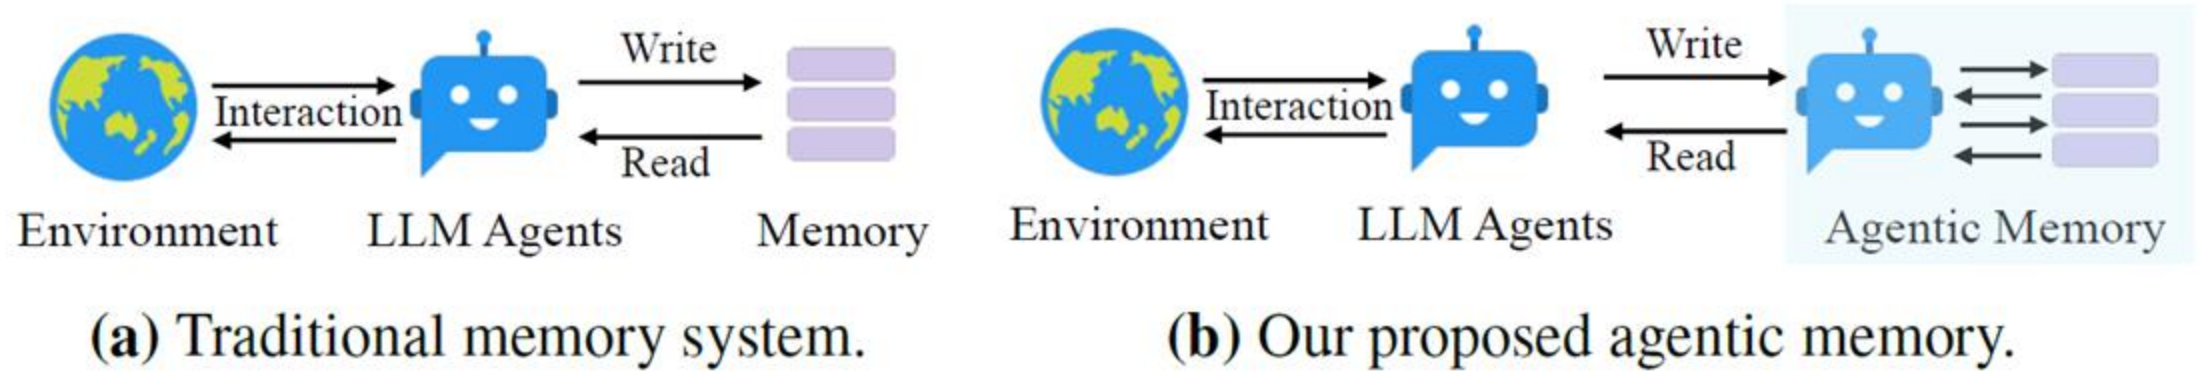 Write
Interaction
Read
Environment
LLM Agents
Memory
(a) Traditional memory system.
Write
Interaction
Read
Environment
LLM Agents
Agentic Memory
(b) Our proposed agentic memory.